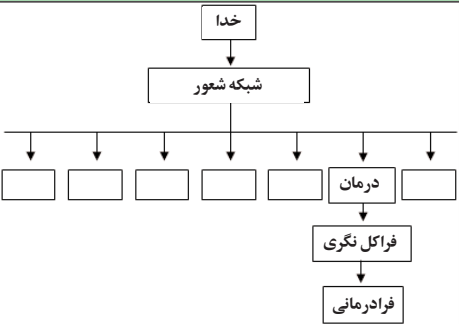 خدا
شبکه شعور
درمان
فراکل نگری
فرادرمانی